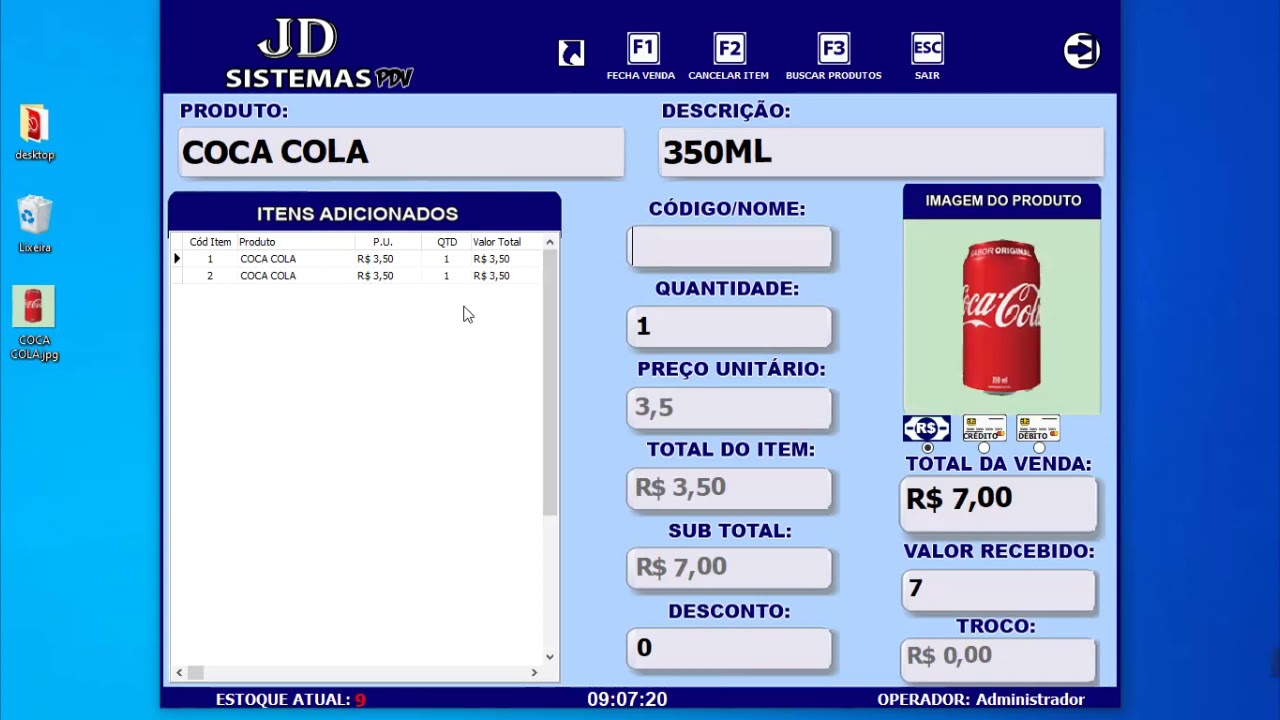 desktop
Lixeira
COCA
COLA.jpg
JD
SISTEMAS PDV
F1
FECHA VENDA
F2
CANCELAR ITEM
F3
BUSCAR PRODUTOS
ESC
SAIR
PRODUTO:
COCA COLA
DESCRIÇÃO:
350ML
ITENS ADICIONADOS
Cód Item Produto P.U. QTD Valor Total
1 COCA COLA R$ 3,50 1 R$ 3,50
2 COCA COLA R$ 3,50 1 R$ 3,50
CÓDIGO/NOME:
QUANTIDADE:
1
PREÇO UNITÁRIO:
3,5
TOTAL DO ITEM:
R$ 3,50
SUB TOTAL:
R$ 7,00
DESCONTO:
0
IMAGEM DO PRODUTO
SABOR ORIGINAL
Coca-Cola
350 ml
R$
CRÉDITO
DÉBITO
TOTAL DA VENDA:
R$ 7,00
VALOR RECEBIDO:
7
TROCO:
R$ 0,00
ESTOQUE ATUAL: 9
09:07:20
OPERADOR: Administrador